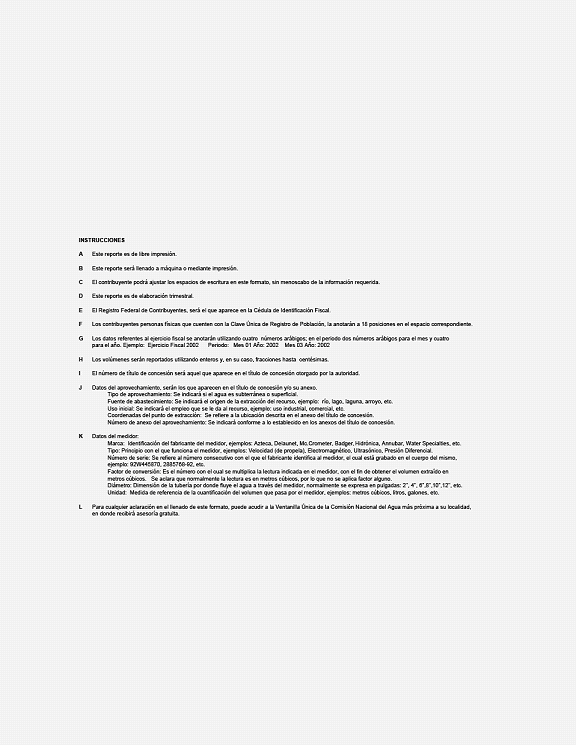 INSTRUCCIONES
A Este reporte es de libre impresión.
B Este reporte será llenado a máquina o mediante impresión.
C El contribuyente podrá ajustar los espacios de escritura en este formato, sin menoscabo de la información requerida.
D Este reporte es de elaboración trimestral.
E El Registro Federal de Contribuyentes, será el que aparece en la Cédula de Identificación Fiscal.
F Los contribuyentes personas físicas que cuenten con la Clave Única de Registro de Población, la anotarán a 18 posiciones en el espacio correspondiente.
G Los datos referentes al ejercicio fiscal se anotarán utilizando cuatro números arábigos; en el periodo dos números arábigos para el mes y cuatro
para el año. Ejemplo: Ejercicio Fiscal 2002 Periodo: Mes 01 Año: 2002 Mes 03 Año: 2002
H Los volúmenes serán reportados utilizando enteros y, en su caso, fracciones hasta centésimas.
I El número de título de concesión será aquel que aparece en el título de concesión otorgado por la autoridad.
J Datos del aprovechamiento, serán los que aparecen en el título de concesión y/o su anexo.
Tipo de aprovechamiento: Se indicará si el agua es subterránea o superficial.
Fuente de abastecimiento: Se indicará el origen de la extracción del recurso, ejemplo: río, lago, laguna, arroyo, etc.
Uso inicial: Se indicará el empleo que se le da al recurso, ejemplo: uso industrial, comercial, etc.
Coordenadas del punto de extracción: Se refiere a la ubicación descrita en el anexo del título de concesión.
Número de anexo del aprovechamiento: Se indicará conforme a lo establecido en los anexos del título de concesión.
K Datos del medidor:
Marca: Identificación del fabricante del medidor, ejemplos: Azteca, Delaunet, Mc.Crometer, Badger, Hidrónica, Annubar, Water Specialties, etc.
Tipo: Principio con el que funciona el medidor, ejemplos: Velocidad (de propela), Electromagnético, Ultrasónico, Presión Diferencial.
Número de serie: Se refiere al número consecutivo con el que el fabricante identifica al medidor, el cual está grabado en el cuerpo del mismo,
ejemplo: 92W445870, 2885768-92, etc.
Factor de conversión: Es el número con el cual se multiplica la lectura indicada en el medidor, con el fin de obtener el volumen extraído en
metros cúbicos. Se aclara que normalmente la lectura es en metros cúbicos, por lo que no se aplica factor alguno.
Diámetro: Dimensión de la tubería por donde fluye el agua a través del medidor, normalmente se expresa en pulgadas: 2", 4", 6",8",10",12", etc.
Unidad: Medida de referencia de la cuantificación del volumen que pasa por el medidor, ejemplos: metros cúbicos, litros, galones, etc.
L Para cualquier aclaración en el llenado de este formato, puede acudir a la Ventanilla Única de la Comisión Nacional del Agua más próxima a su localidad,
en donde recibirá asesoría gratuita.